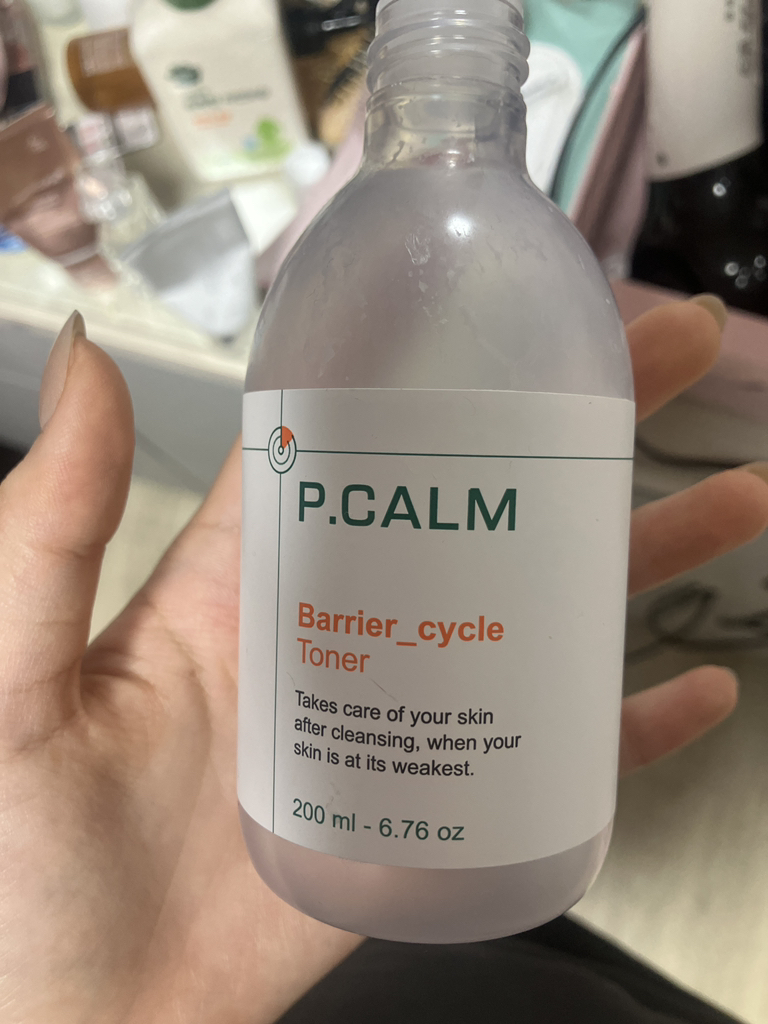 P.CALM
Barrier_cycle
Toner
Takes care of your skin
after cleansing, when your
skin is at its weakest.
200 ml - 6.76 oz